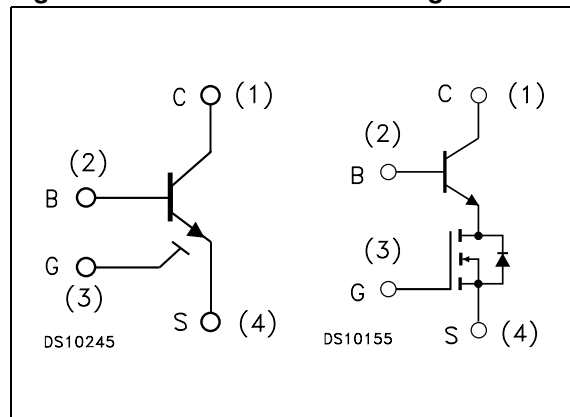 C (1)
(2)
B
G
(3)
S (4)
DS10245
C (1)
(2)
B
(3)
G
S (4)
DS10155